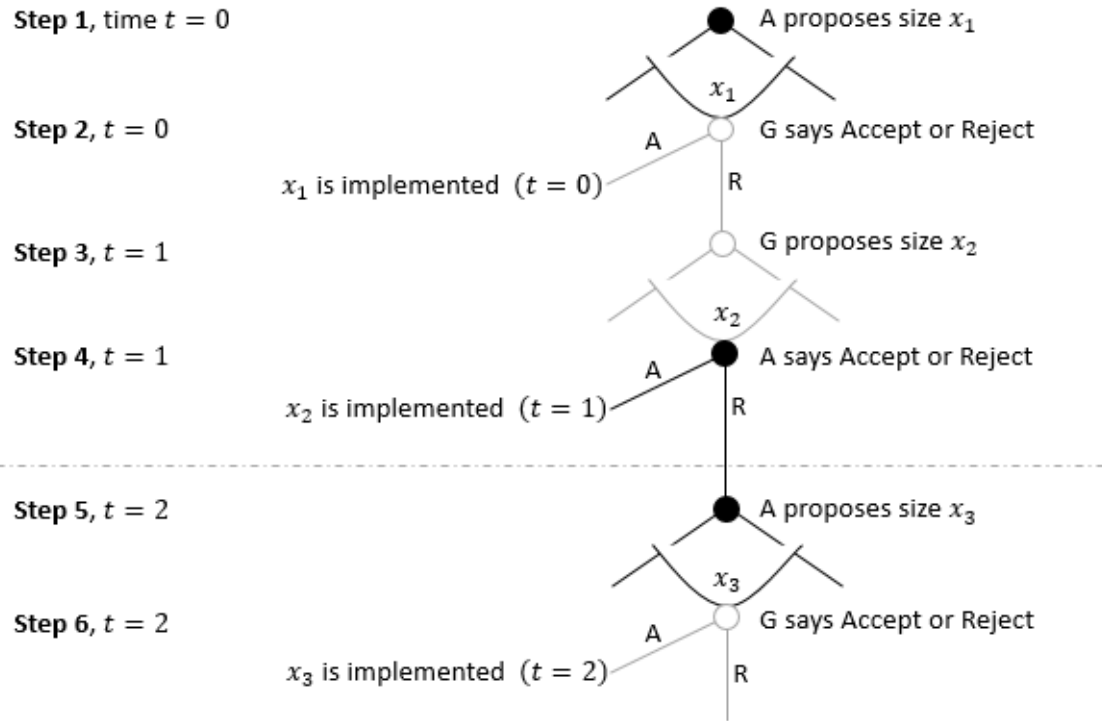 Step 1, time t = 0
A proposes size x₁
x₁
Step 2, t = 0
G says Accept or Reject
A
x₁ is implemented (t = 0)
R
Step 3, t = 1
G proposes size x₂
x₂
Step 4, t = 1
A says Accept or Reject
A
x₂ is implemented (t = 1)
R
Step 5, t = 2
A proposes size x₃
x₃
Step 6, t = 2
G says Accept or Reject
A
x₃ is implemented (t = 2)
R